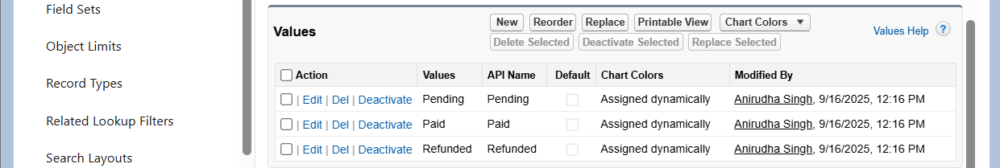 Field Sets
Object Limits
Record Types
Related Lookup Filters
Search Layouts
Values
New Reorder Replace Printable View Chart Colors
Delete Selected Deactivate Selected Replace Selected
Values Help ?
Action Values API Name Default Chart Colors Modified By
| Edit | Del | Deactivate Pending Pending Assigned dynamically Anirudha Singh, 9/16/2025, 12:16 PM
| Edit | Del | Deactivate Paid Paid Assigned dynamically Anirudha Singh, 9/16/2025, 12:16 PM
| Edit | Del | Deactivate Refunded Refunded Assigned dynamically Anirudha Singh, 9/16/2025, 12:16 PM